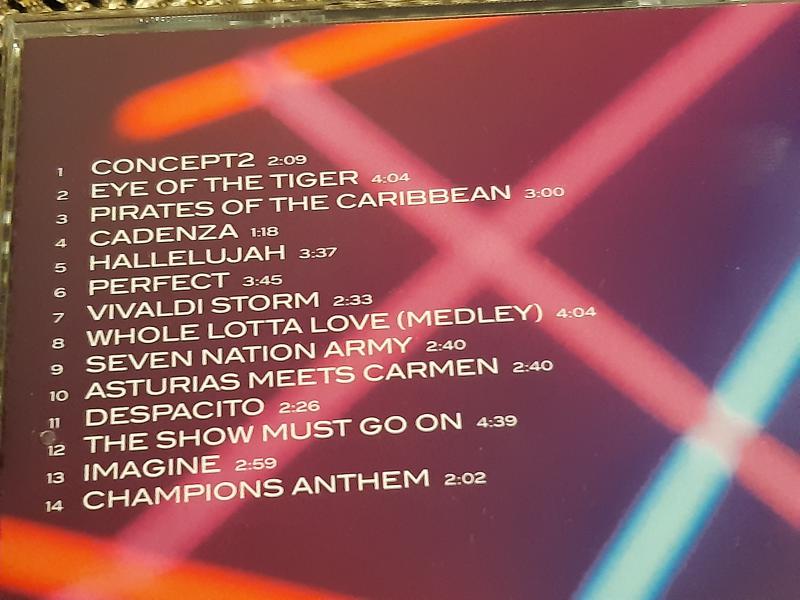 1 CONCEPT2 2:09
2 EYE OF THE TIGER 4:04
3 PIRATES OF THE CARIBBEAN 3:00
4 CADENZA 1:18
5 HALLELUJAH 3:37
6 PERFECT 3:45
7 VIVALDI STORM 2:33
8 WHOLE LOTTA LOVE (MEDLEY) 4:04
9 SEVEN NATION ARMY 2:40
10 ASTURIAS MEETS CARMEN 2:40
11 DESPACITO 2:26
12 THE SHOW MUST GO ON 4:39
13 IMAGINE 2:59
14 CHAMPIONS ANTHEM 2:02